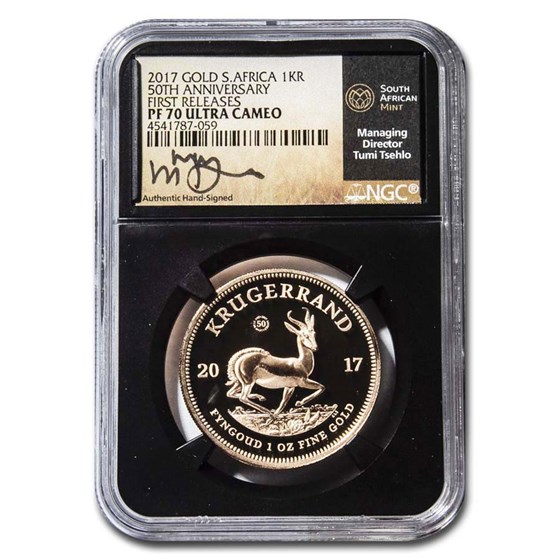 2017 GOLD S.AFRICA 1KR
50TH ANNIVERSARY
FIRST RELEASES
PF 70 ULTRA CAMEO
4541787-059
Authentic Hand-Signed
SOUTH
AFRICAN
MINT
Managing
Director
Tumi Tsehlo
NGC®
KRUGERRAND
50
20 17
FYNGOUD 1 OZ FINE GOLD